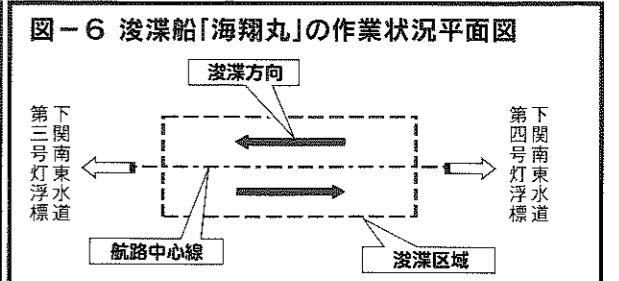 図－6 浚渫船「海翔丸」の作業状況平面図
浚渫方向
下関南東水道
第三号灯浮標
下関南東水道
第四号灯浮標
航路中心線
浚渫区域